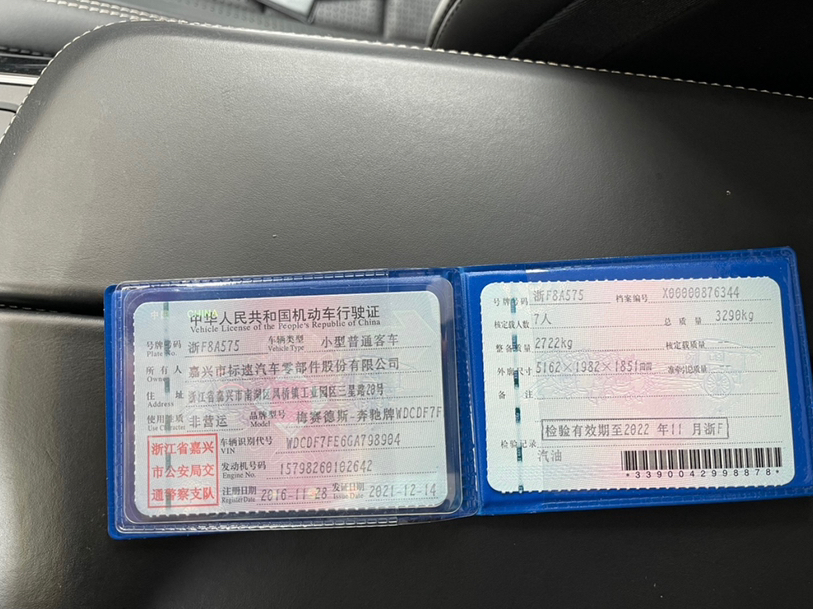 中华人民共和国机动车行驶证
Vehicle License of the People's Republic of China
号牌号码 Plate No. 浙F8A575 车辆类型 Vehicle Type 小型普通客车
所有人 Owner 嘉兴市标速汽车零部件股份有限公司
住址 Address 浙江省嘉兴市南湖区凤桥镇工业园区三星路20号
使用性质 Use Character 非营运 品牌型号 Model 梅赛德斯-奔驰牌WDCDF7F
浙江省嘉兴市公安局交通警察支队
车辆识别代号 VIN WDCDF7FE6GA798904
发动机号码 Engine No. 15798260102642
注册日期 Register Date 2016-11-28 发证日期 Issue Date 2021-12-14
号牌号码 浙F8A575 档案编号 X00000876344
核定载人数 7人 总质量 3290kg
整备质量 2722kg 核定载质量
外廓尺寸 5162×1982×1851mm 准牵引总质量
备注
检验记录 检验有效期至2022年11月浙F
汽油
*3390042998878*